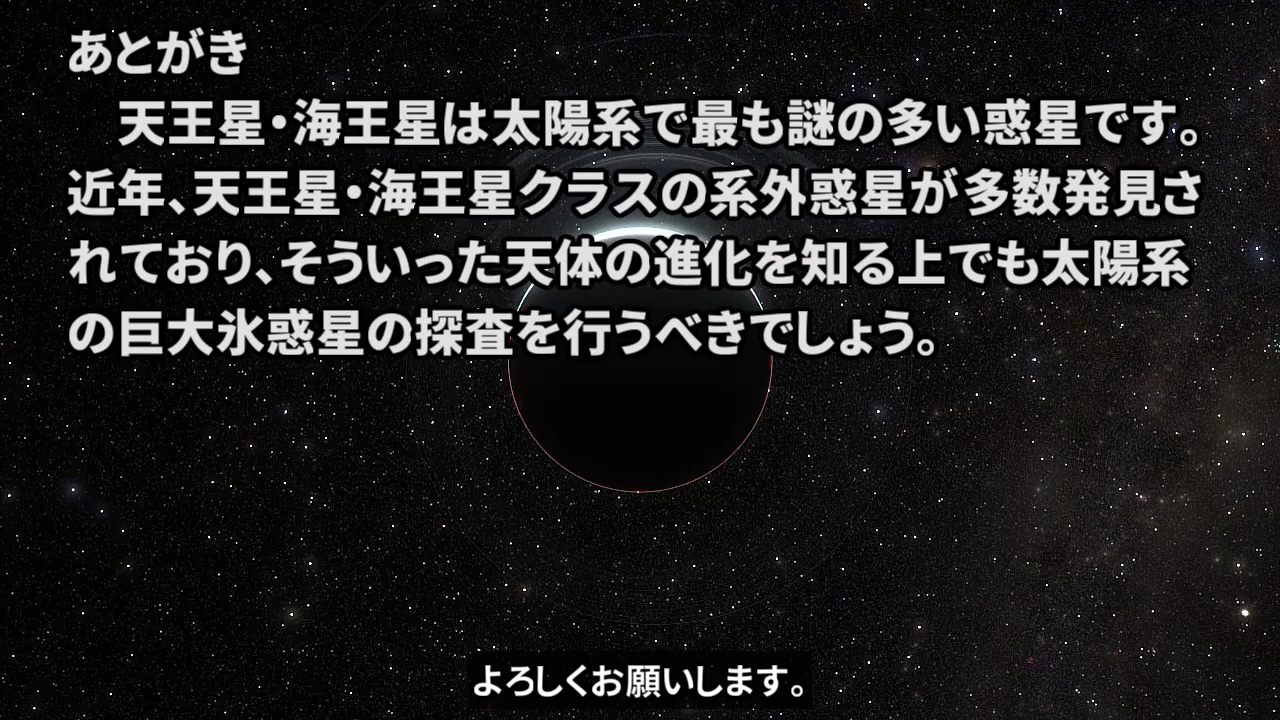 あとがき
　天王星・海王星は太陽系で最も謎の多い惑星です。
近年、天王星・海王星クラスの系外惑星が多数発見さ
れており、そういった天体の進化を知る上でも太陽系
の巨大氷惑星の探査を行うべきでしょう。
よろしくお願いします。